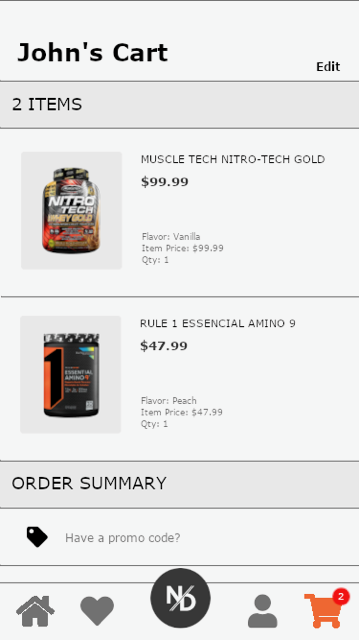 John's Cart
Edit
2 ITEMS
MUSCLE TECH NITRO-TECH GOLD
$99.99
NITRO
TECH
WHEY GOLD
Flavor: Vanilla
Item Price: $99.99
Qty: 1
RULE 1 ESSENCIAL AMINO 9
$47.99
ESSENTIAL
AMINO 9
Flavor: Peach
Item Price: $47.99
Qty: 1
ORDER SUMMARY
Have a promo code?
N/D
2